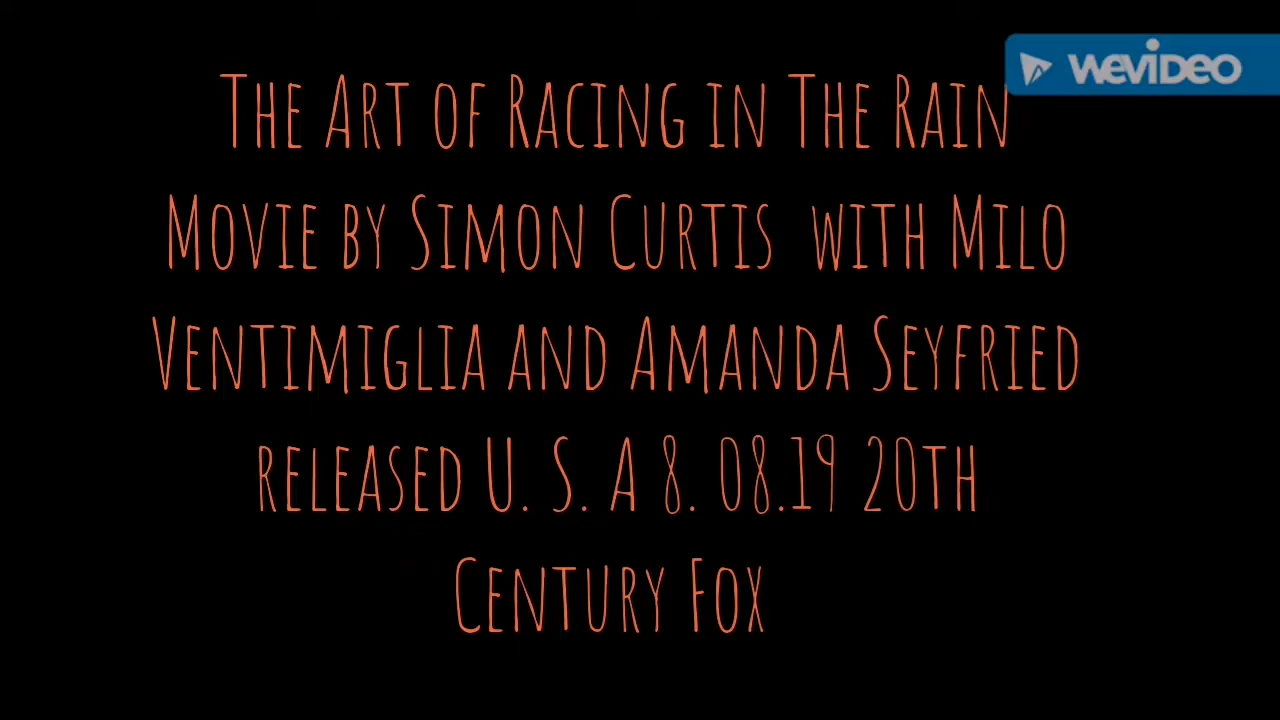 The Art of Racing in The Rain
Movie by Simon Curtis with Milo
Ventimiglia and Amanda Seyfried
released U. S. A 8. 08.19 20th
Century Fox
WeVideo